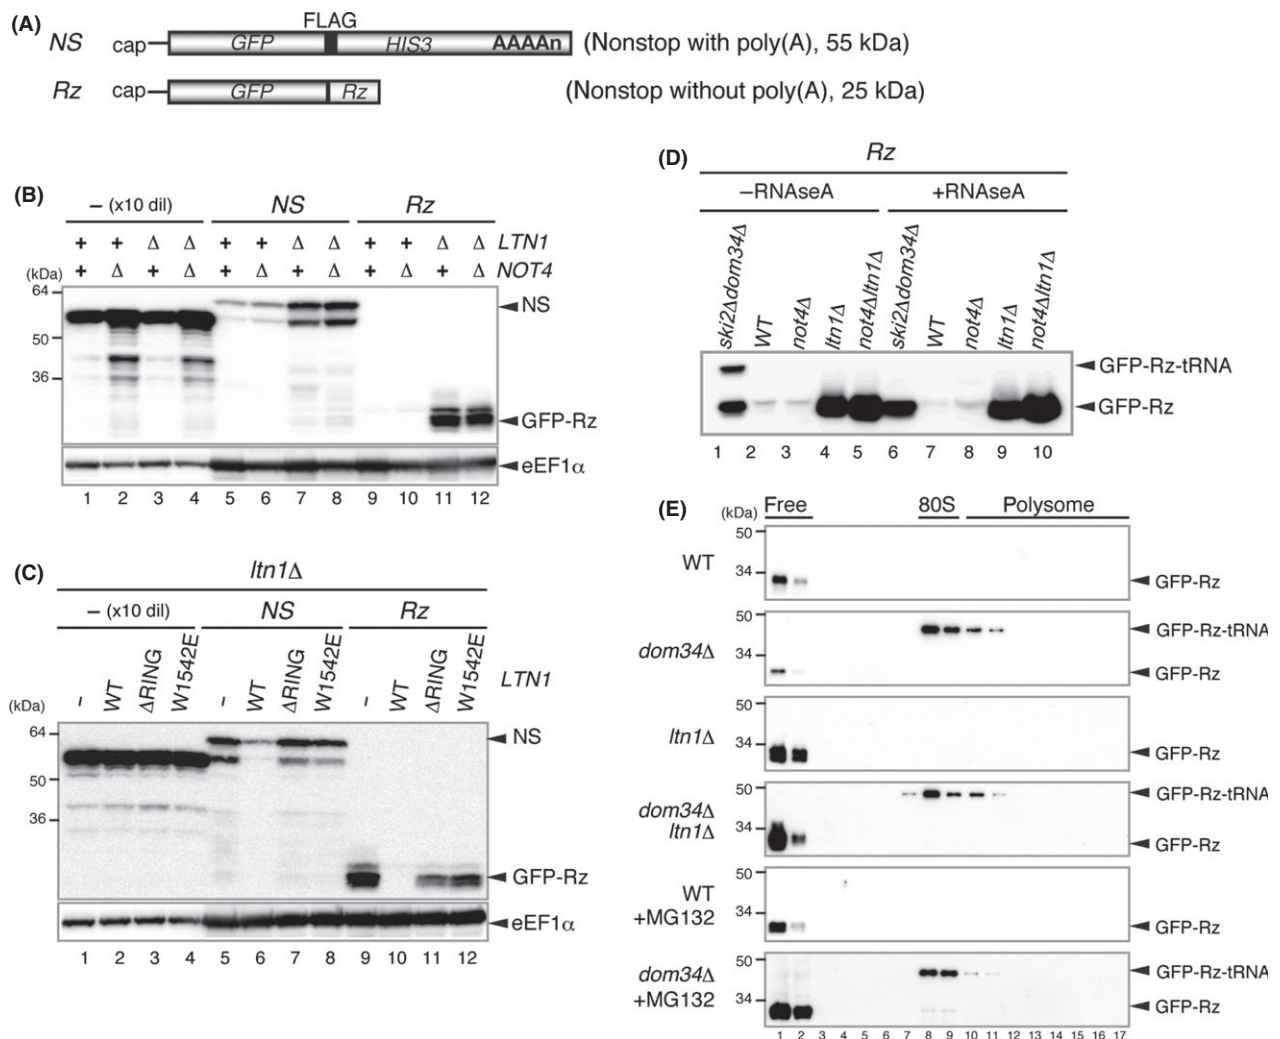 (A)
FLAG
NS cap GFP HIS3 AAAAn (Nonstop with poly(A), 55 kDa)
Rz cap GFP Rz (Nonstop without poly(A), 25 kDa)
(B)
– (x10 dil) NS Rz
+ + Δ Δ + + Δ Δ + + Δ Δ LTN1
(kDa) + Δ + Δ + Δ + Δ + Δ + Δ NOT4
64
NS
50
36
GFP-Rz
eEF1α
1 2 3 4 5 6 7 8 9 10 11 12
(C)
ltn1Δ
– (x10 dil) NS Rz
- WT ΔRING W1542E - WT ΔRING W1542E - WT ΔRING W1542E LTN1
(kDa)
64
NS
50
36
GFP-Rz
eEF1α
1 2 3 4 5 6 7 8 9 10 11 12
(D)
Rz
–RNAseA +RNAseA
ski2Δdom34Δ WT not4Δ ltn1Δ not4Δltn1Δ ski2Δdom34Δ WT not4Δ ltn1Δ not4Δltn1Δ
GFP-Rz-tRNA
GFP-Rz
1 2 3 4 5 6 7 8 9 10
(E)
(kDa) Free 80S Polysome
50
WT
34
GFP-Rz
50
GFP-Rz-tRNA
dom34Δ
34
GFP-Rz
50
ltn1Δ
34
GFP-Rz
50
GFP-Rz-tRNA
dom34Δ
ltn1Δ
34
GFP-Rz
50
WT
+MG132
34
GFP-Rz
50
GFP-Rz-tRNA
dom34Δ
+MG132
34
GFP-Rz
1 2 3 4 5 6 7 8 9 10 11 12 13 14 15 16 17